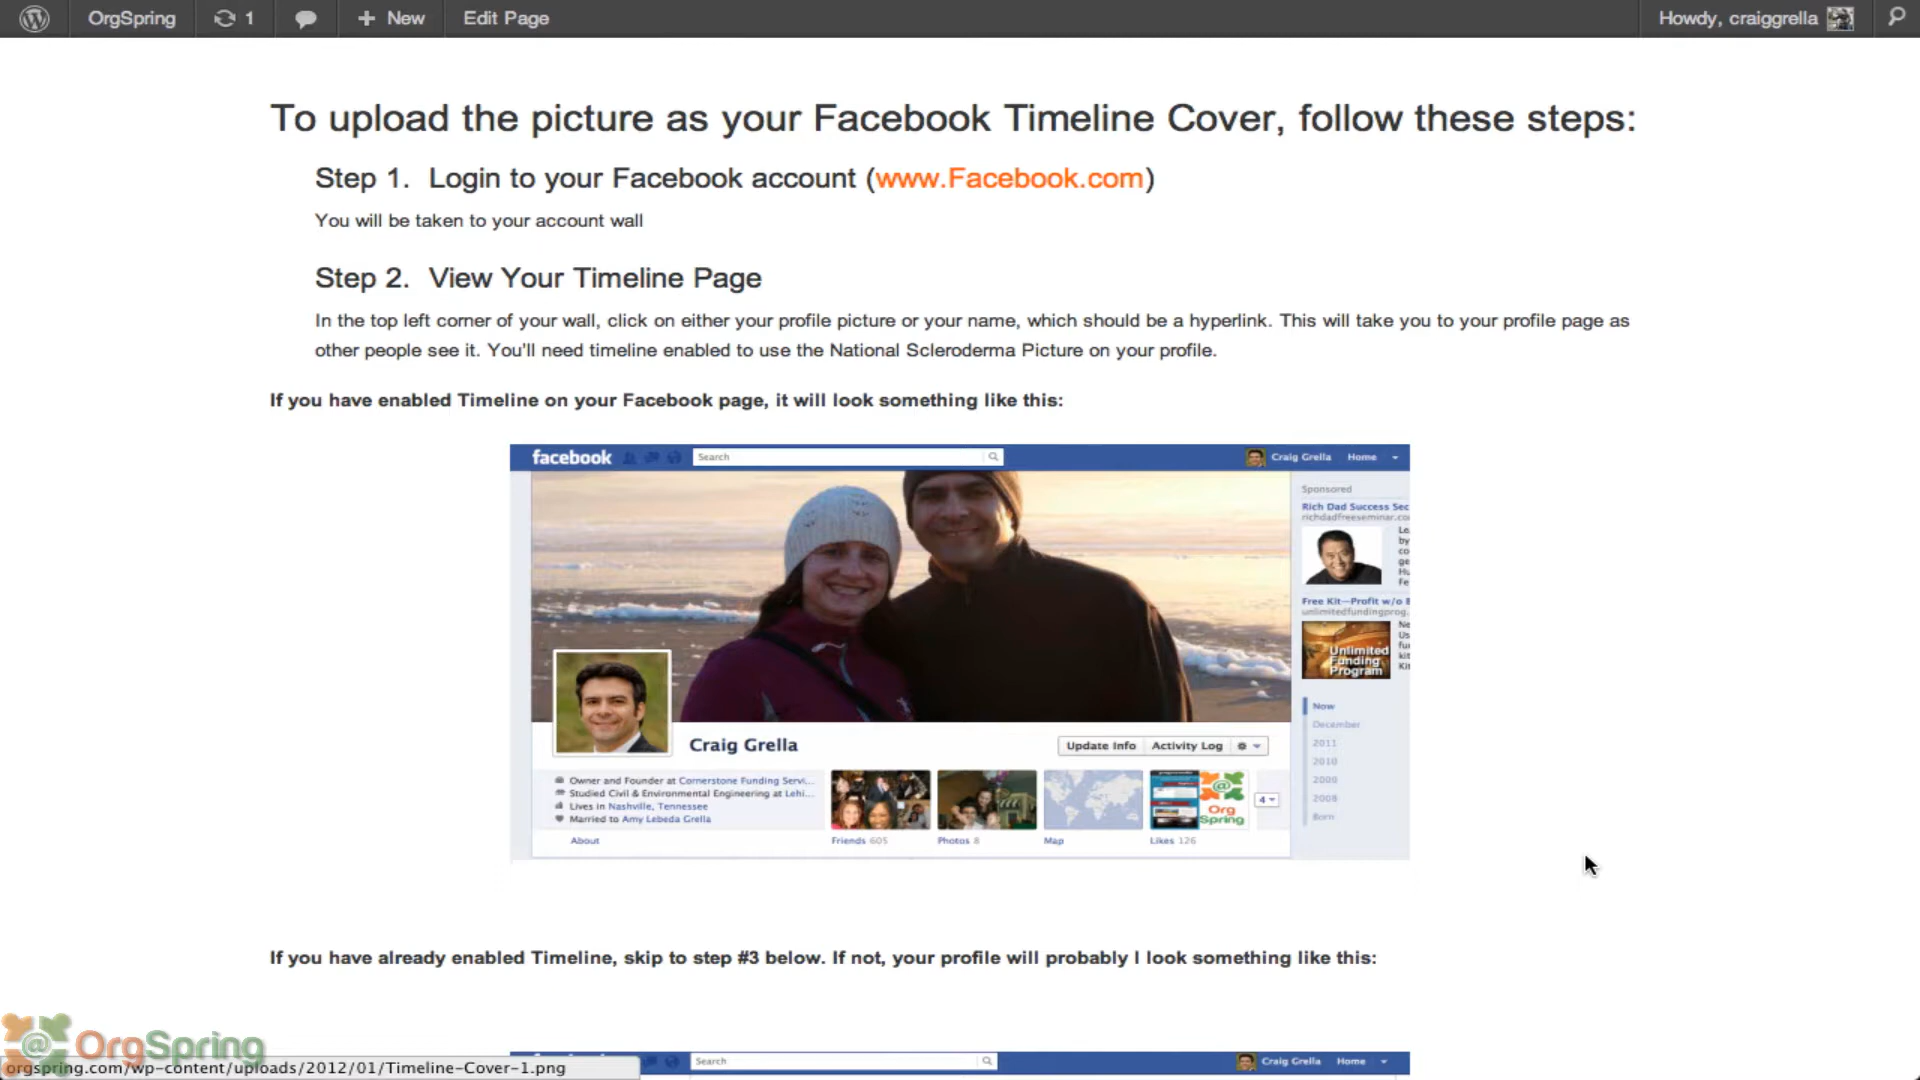 OrgSpring 1 New Edit Page Howdy, craiggrella
To upload the picture as your Facebook Timeline Cover, follow these steps:
Step 1. Login to your Facebook account (www.Facebook.com)
You will be taken to your account wall
Step 2. View Your Timeline Page
In the top left corner of your wall, click on either your profile picture or your name, which should be a hyperlink. This will take you to your profile page as
other people see it. You'll need timeline enabled to use the National Scleroderma Picture on your profile.
If you have enabled Timeline on your Facebook page, it will look something like this:
facebook Search Craig Grella Home
Sponsored
Rich Dad Success Sec
richdadfreeseminar.co
Free Kit—Profit w/o
unlimitedfundingprog.
Unlimited
Funding
Program
Now
December
2011
2010
2009
2008
Born
Craig Grella
Update Info Activity Log
Owner and Founder at Cornerstone Funding Servi...
Studied Civil & Environmental Engineering at Lehi...
Lives in Nashville, Tennessee
Married to Amy Lebeda Grella
About
Org
Spring
4
Friends 605 Photos 8 Map Likes 126
If you have already enabled Timeline, skip to step #3 below. If not, your profile will probably l look something like this:
OrgSpring
orgspring.com/wp-content/uploads/2012/01/Timeline-Cover-1.png
Search Craig Grella Home